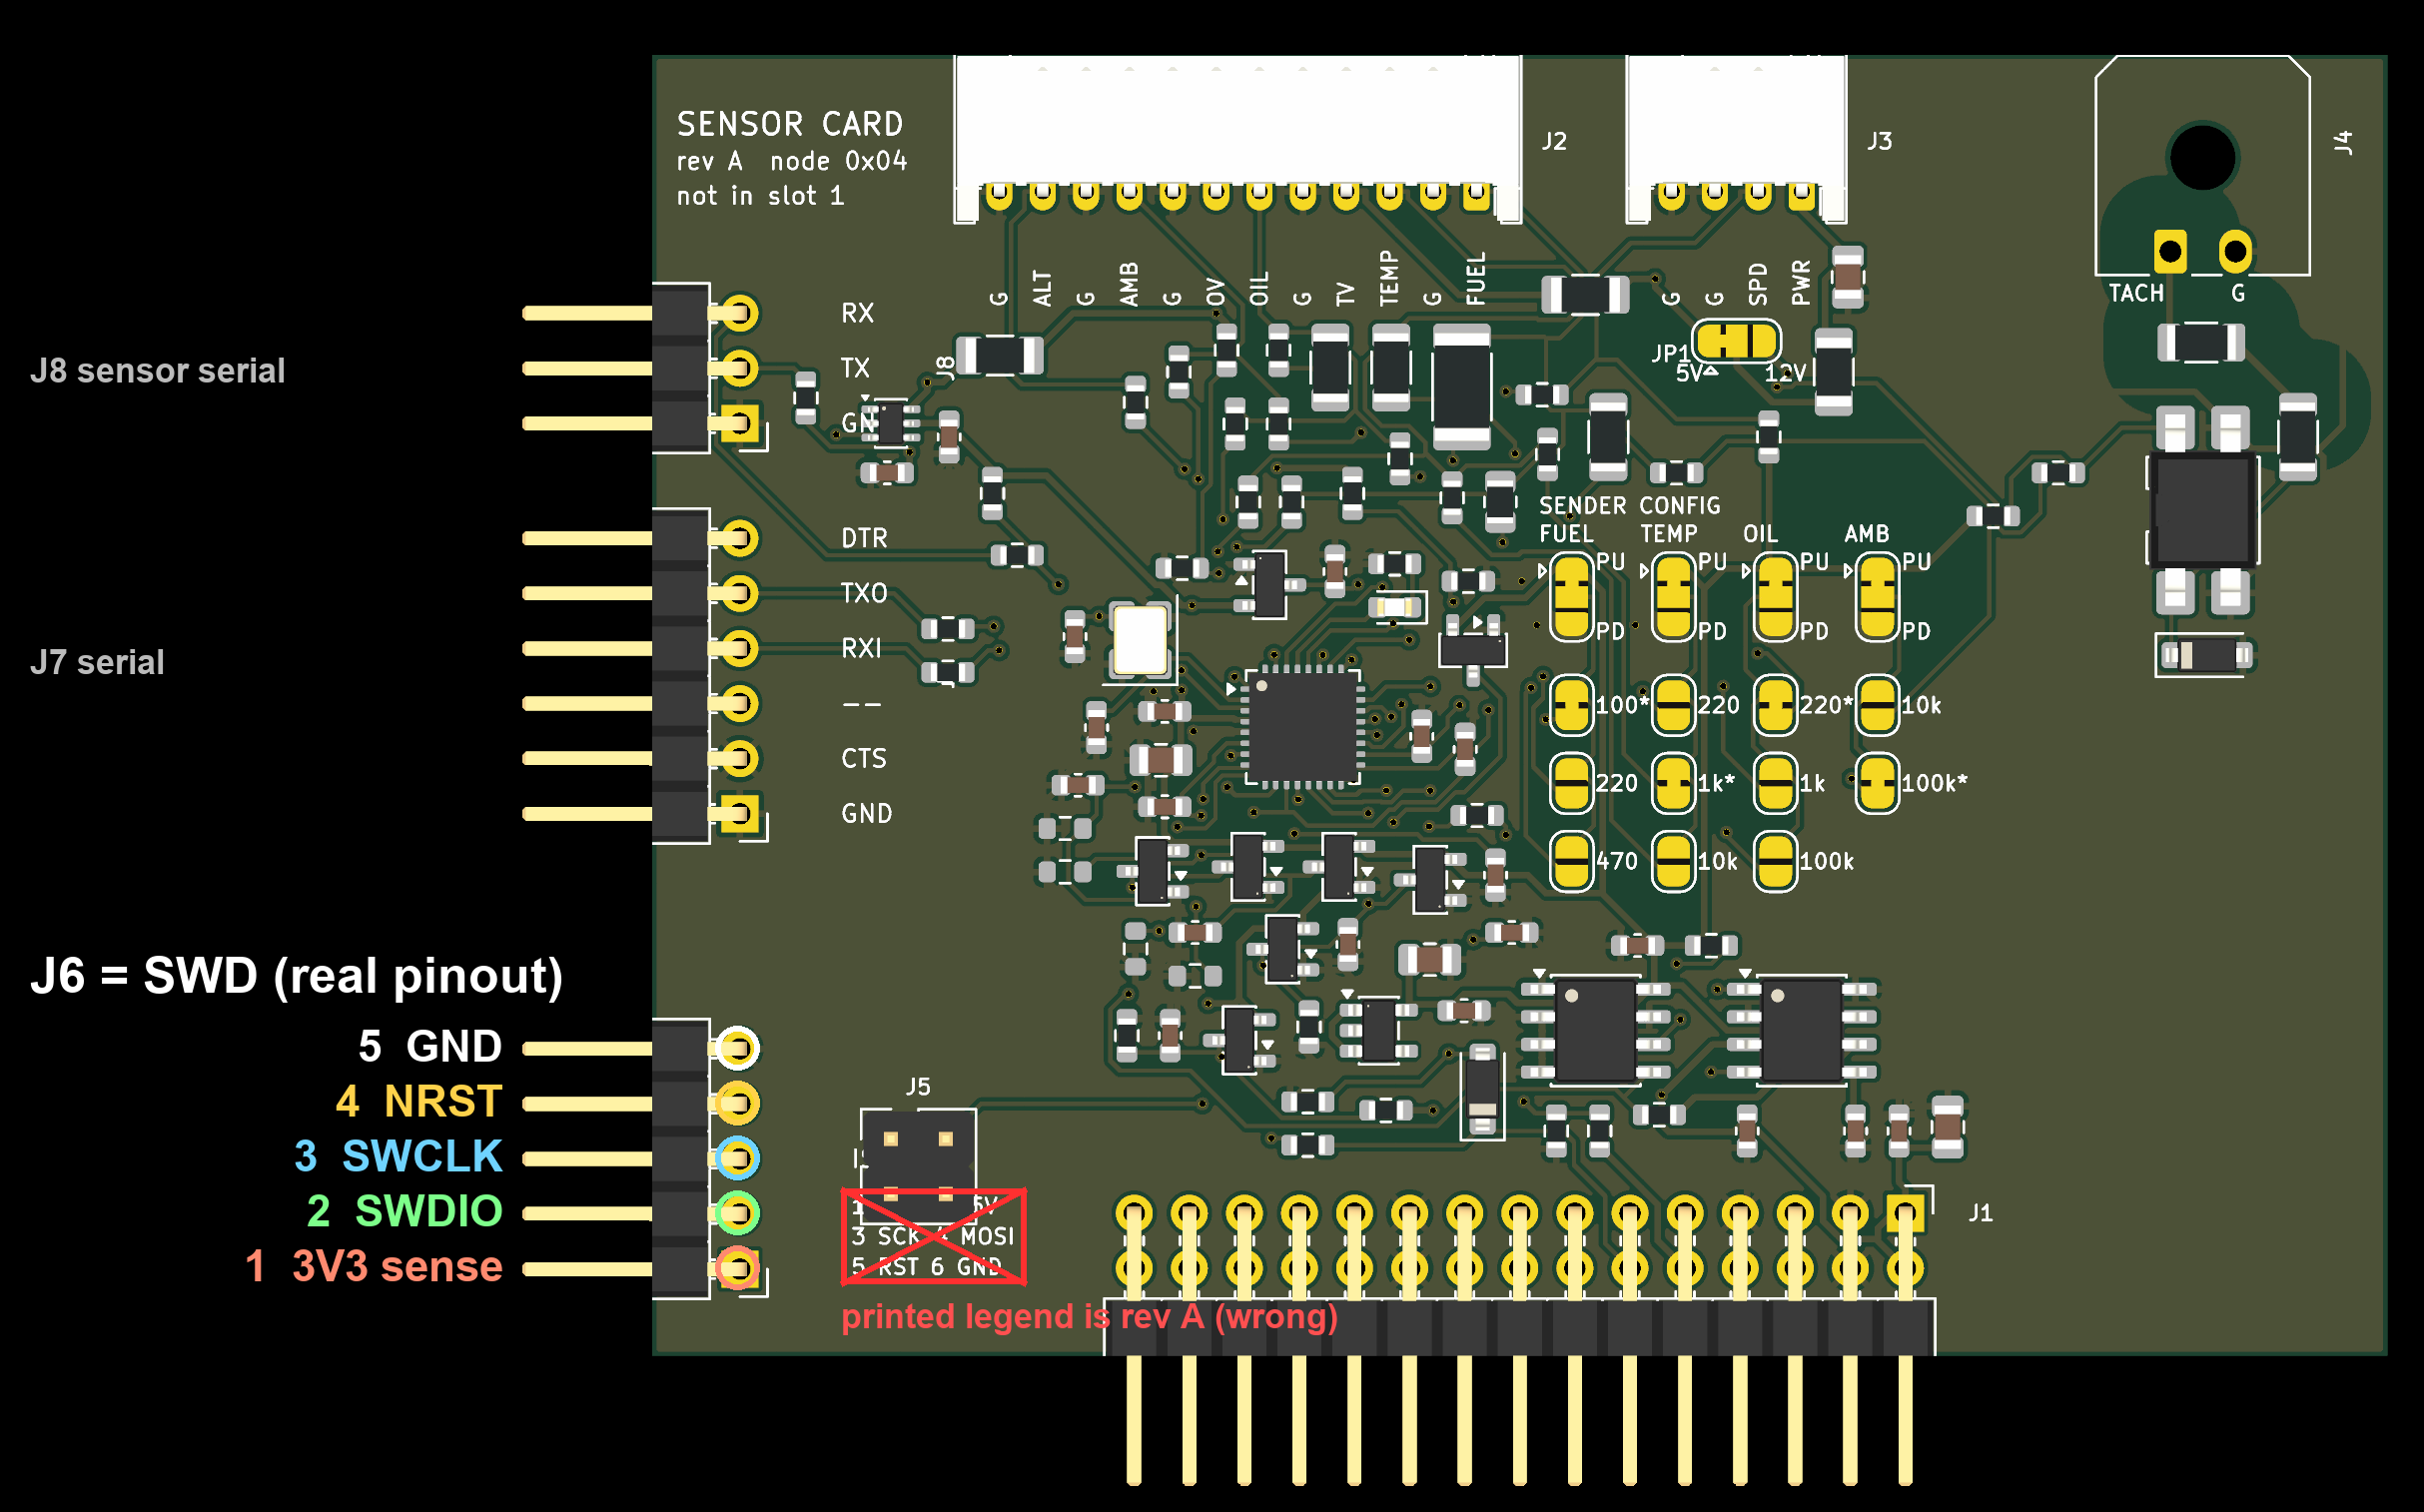 SENSOR CARD
rev A node 0x04
not in slot 1
J2
J3
J4
G
ALT
G
AMB
G
OV
OIL
G
TV
TEMP
G
FUEL
G
G
SPD
PWR
TACH
G
JP1
5V
12V
J8 sensor serial
RX
TX
J8
SENDER CONFIG
FUEL
TEMP
OIL
AMB
PU
PU
PU
PU
PD
PD
PD
PD
100*
220
220*
10k
220
1k*
1k
100k*
470
10k
100k
J7 serial
DTR
TXO
RXI
--
CTS
GND
J6 = SWD (real pinout)
5 GND
4 NRST
3 SWCLK
2 SWDIO
1 3V3 sense
J5
5V
3 SCK 4 MOSI
5 RST 6 GND
printed legend is rev A (wrong)
J1